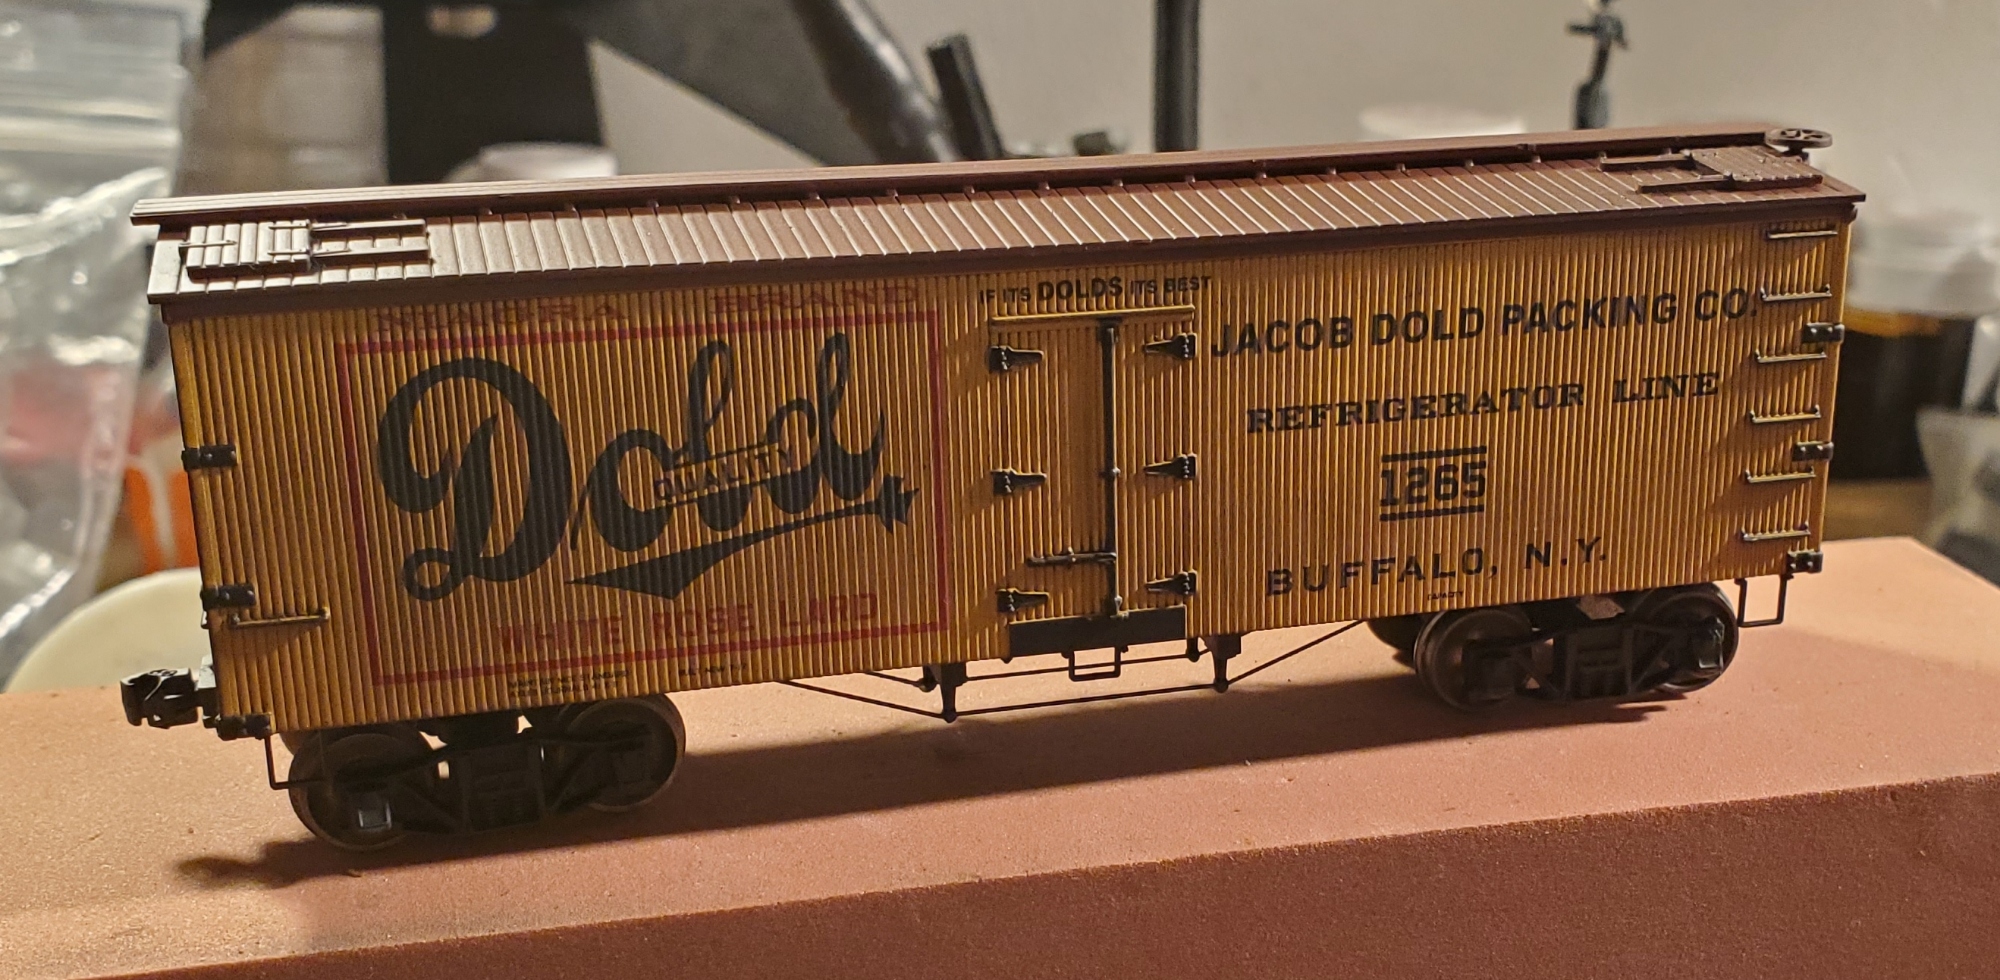 NIAGARA BRAND
Dold
QUALITY
WHITE ROSE LARD
IF ITS DOLDS ITS BEST
JACOB DOLD PACKING CO.
REFRIGERATOR LINE
1265
BUFFALO, N.Y.
CAPACITY